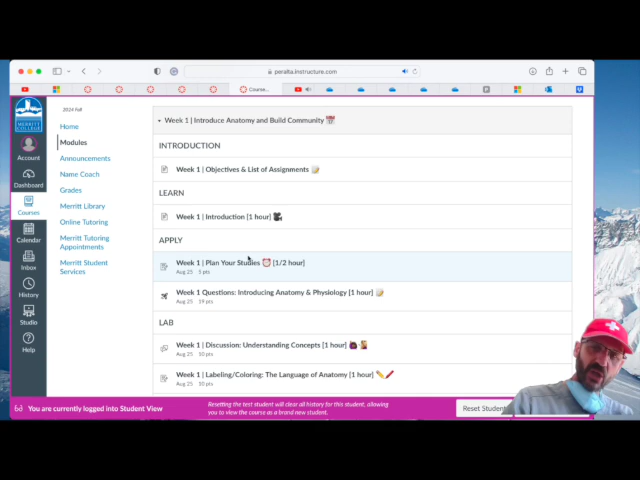 peralta.instructure.com
Course...
MERRITT
COLLEGE
Account
Dashboard
Courses
Calendar
Inbox
History
Studio
Help
2024 Fall
Home
Modules
Announcements
Name Coach
Grades
Merritt Library
Online Tutoring
Merritt Tutoring
Appointments
Merritt Student
Services
Week 1 | Introduce Anatomy and Build Community 📅
INTRODUCTION
Week 1 | Objectives & List of Assignments 📝
LEARN
Week 1 | Introduction [1 hour] 🎥
APPLY
Week 1 | Plan Your Studies ⏰ [1/2 hour]
Aug 25 5 pts
Week 1 Questions: Introducing Anatomy & Physiology [1 hour] 📝
Aug 25 19 pts
LAB
Week 1 | Discussion: Understanding Concepts [1 hour]
Aug 25 10 pts
Week 1 | Labeling/Coloring: The Language of Anatomy [1 hour] ✏️🖍️
Aug 25 10 pts
You are currently logged into Student View
Resetting the test student will clear all history for this student, allowing
you to view the course as a brand new student.
Reset Student